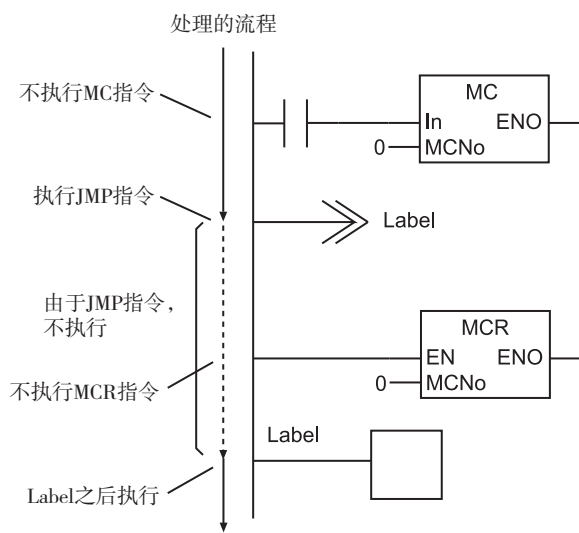 处理的流程
不执行MC指令
MC
In ENO
0 MCNo
执行JMP指令
Label
由于JMP指令，
不执行
MCR
EN ENO
0 MCNo
不执行MCR指令
Label
Label之后执行